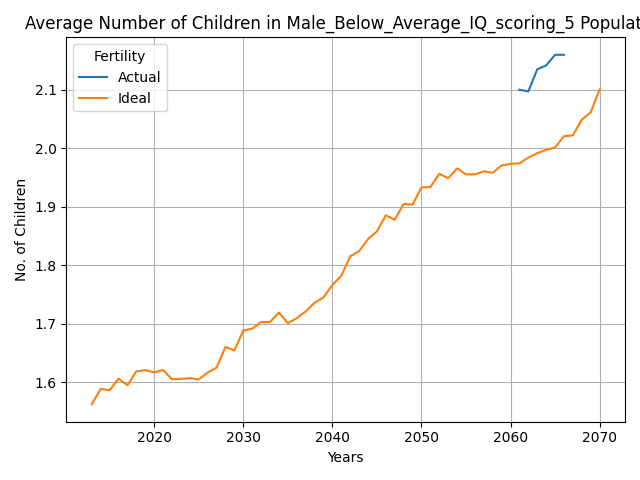 Average Number of Children in Male_Below_Average_IQ_scoring_5 Populat
Fertility
Actual
Ideal
2.1
2.0
1.9
1.8
1.7
1.6
No. of Children
2020 2030 2040 2050 2060 2070
Years